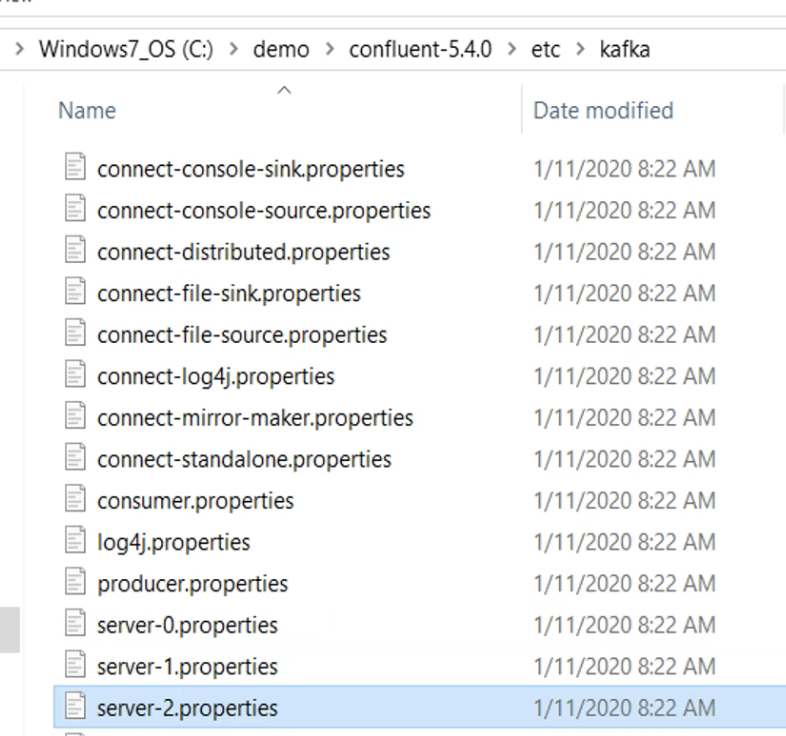 Windows7_OS (C:) > demo > confluent-5.4.0 > etc > kafka
Name Date modified
connect-console-sink.properties 1/11/2020 8:22 AM
connect-console-source.properties 1/11/2020 8:22 AM
connect-distributed.properties 1/11/2020 8:22 AM
connect-file-sink.properties 1/11/2020 8:22 AM
connect-file-source.properties 1/11/2020 8:22 AM
connect-log4j.properties 1/11/2020 8:22 AM
connect-mirror-maker.properties 1/11/2020 8:22 AM
connect-standalone.properties 1/11/2020 8:22 AM
consumer.properties 1/11/2020 8:22 AM
log4j.properties 1/11/2020 8:22 AM
producer.properties 1/11/2020 8:22 AM
server-0.properties 1/11/2020 8:22 AM
server-1.properties 1/11/2020 8:22 AM
server-2.properties 1/11/2020 8:22 AM